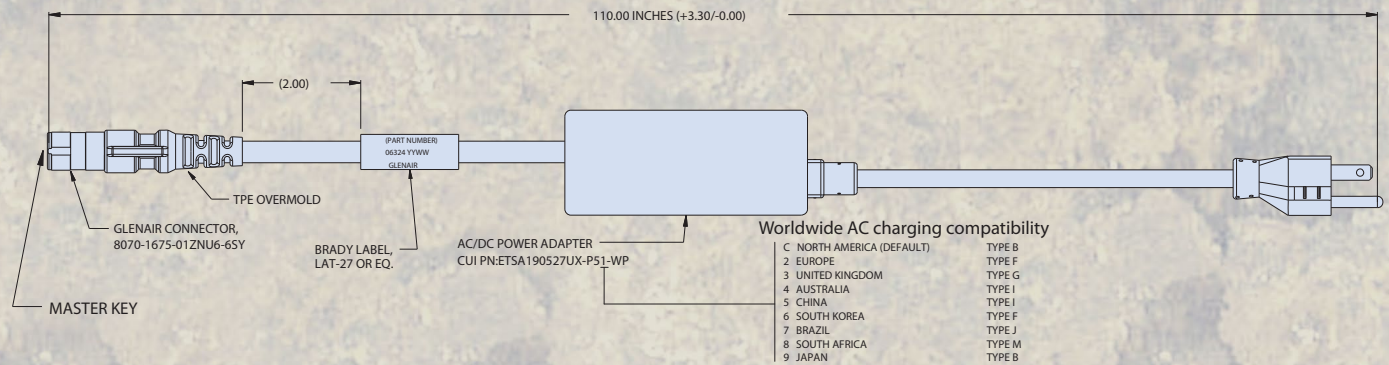 110.00 INCHES (+3.30/-0.00)
(2.00)
(PART NUMBER)
06324 YYWW
GLENAIR
TPE OVERMOLD
GLENAIR CONNECTOR,
8070-1675-01ZNU6-6SY
MASTER KEY
BRADY LABEL,
LAT-27 OR EQ.
AC/DC POWER ADAPTER
CUI PN:ETSA190527UX-P51-WP
Worldwide AC charging compatibility
C NORTH AMERICA (DEFAULT) TYPE B
2 EUROPE TYPE F
3 UNITED KINGDOM TYPE G
4 AUSTRALIA TYPE I
5 CHINA TYPE I
6 SOUTH KOREA TYPE F
7 BRAZIL TYPE J
8 SOUTH AFRICA TYPE M
9 JAPAN TYPE B